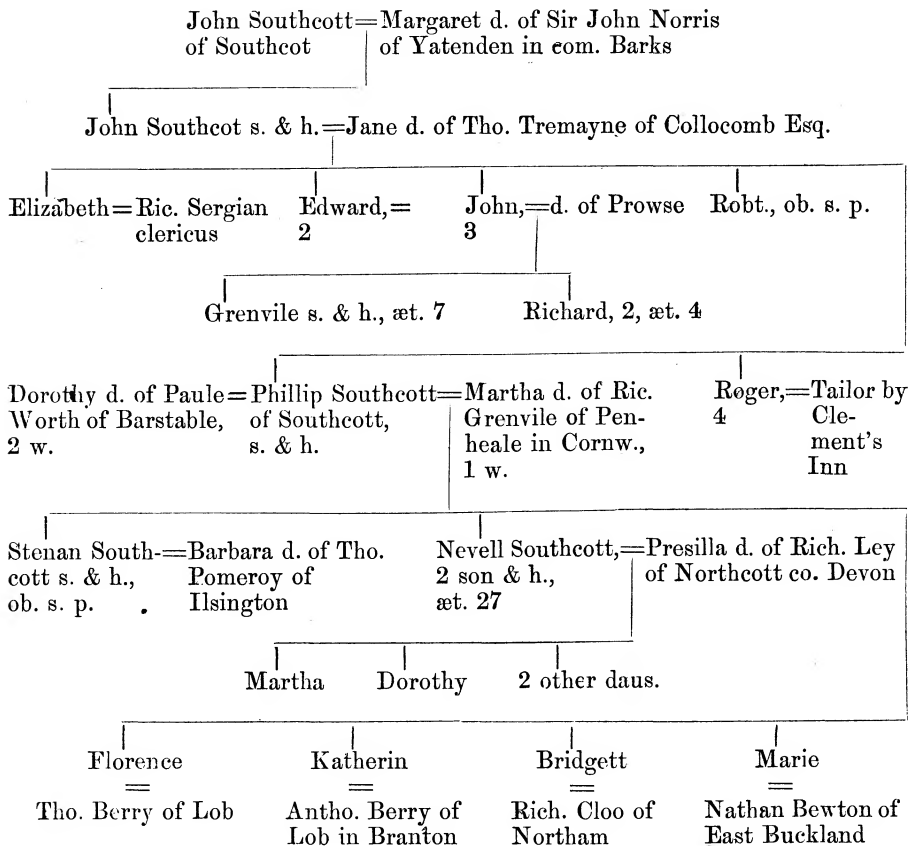 John Southcott = Margaret d. of Sir John Norris
of Southcot of Yatenden in com. Barks
John Southcot s. & h. = Jane d. of Tho. Tremayne of Collocomb Esq.
Elizabeth = Ric. Sergian
clericus
Edward, =
2
John, = d. of Prowse
3
Robt., ob. s. p.
Grenvile s. & h., æt. 7
Richard, 2, æt. 4
Dorothy d. of Paule = Phillip Southcott = Martha d. of Ric.
Worth of Barstable, of Southcott, Grenvile of Pen-
2 w. s. & h. heale in Cornw.,
1 w.
Roger, = Tailor by
4 Cle-
ment's
Inn
Stenan South- = Barbara d. of Tho.
cott s. & h., Pomeroy of
ob. s. p. Ilsington
Nevell Southcott, = Presilla d. of Rich. Ley
2 son & h., of Northcott co. Devon
æt. 27
Martha
Dorothy
2 other daus.
Florence
=
Tho. Berry of Lob
Katherin
=
Antho. Berry of
Lob in Branton
Bridgett
=
Rich. Cloo of
Northam
Marie
=
Nathan Bewton of
East Buckland